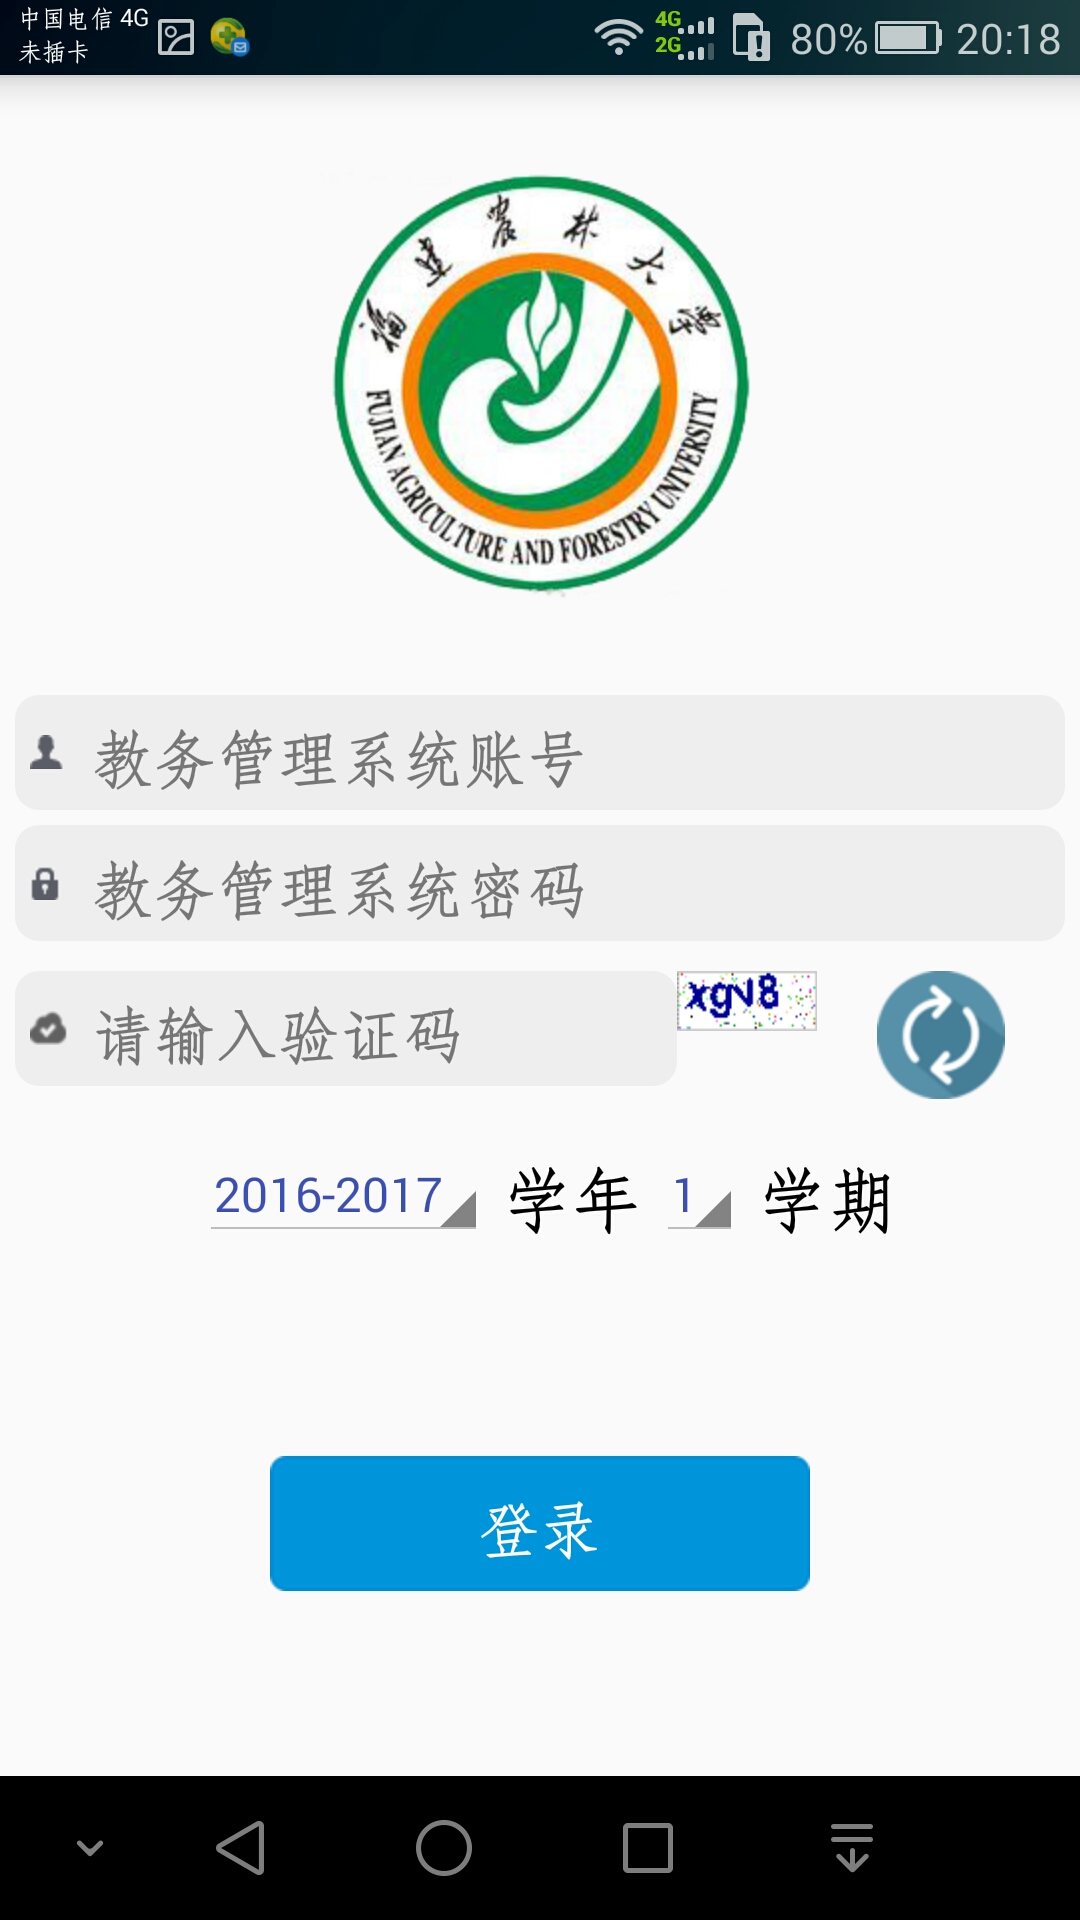 中国电信 4G
未插卡
4G
2G
80%
20:18
福建农林大学
FUJIAN AGRICULTURE AND FORESTRY UNIVERSITY
教务管理系统账号
教务管理系统密码
请输入验证码
xgv8
2016-2017 学年 1 学期
登录